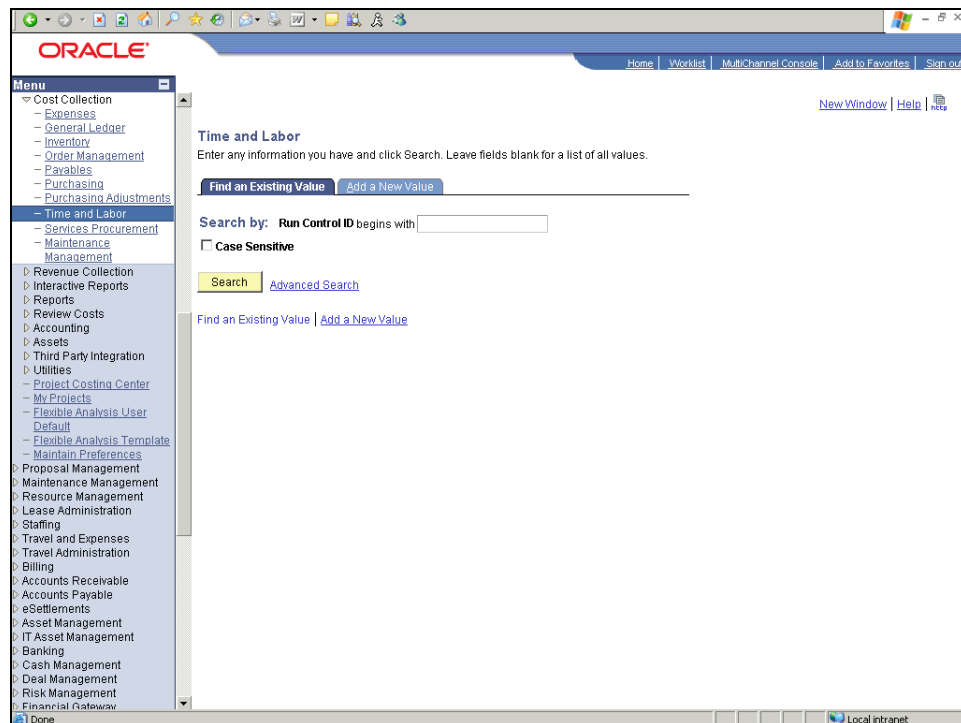 ORACLE'
Home | Worklist | MultiChannel Console | Add to Favorites | Sign out
Menu
Cost Collection
– Expenses
– General Ledger
– Inventory
– Order Management
– Payables
– Purchasing
– Purchasing Adjustments
– Time and Labor
– Services Procurement
– Maintenance
Management
Revenue Collection
Interactive Reports
Reports
Review Costs
Accounting
Assets
Third Party Integration
Utilities
– Project Costing Center
– My Projects
– Flexible Analysis User
Default
– Flexible Analysis Template
– Maintain Preferences
Proposal Management
Maintenance Management
Resource Management
Lease Administration
Staffing
Travel and Expenses
Travel Administration
Billing
Accounts Receivable
Accounts Payable
eSettlements
Asset Management
IT Asset Management
Banking
Cash Management
Deal Management
Risk Management
Financial Gateway
New Window | Help | http
Time and Labor
Enter any information you have and click Search. Leave fields blank for a list of all values.
Find an Existing Value
Add a New Value
Search by: Run Control ID begins with
Case Sensitive
Search
Advanced Search
Find an Existing Value | Add a New Value
Done
Local intranet